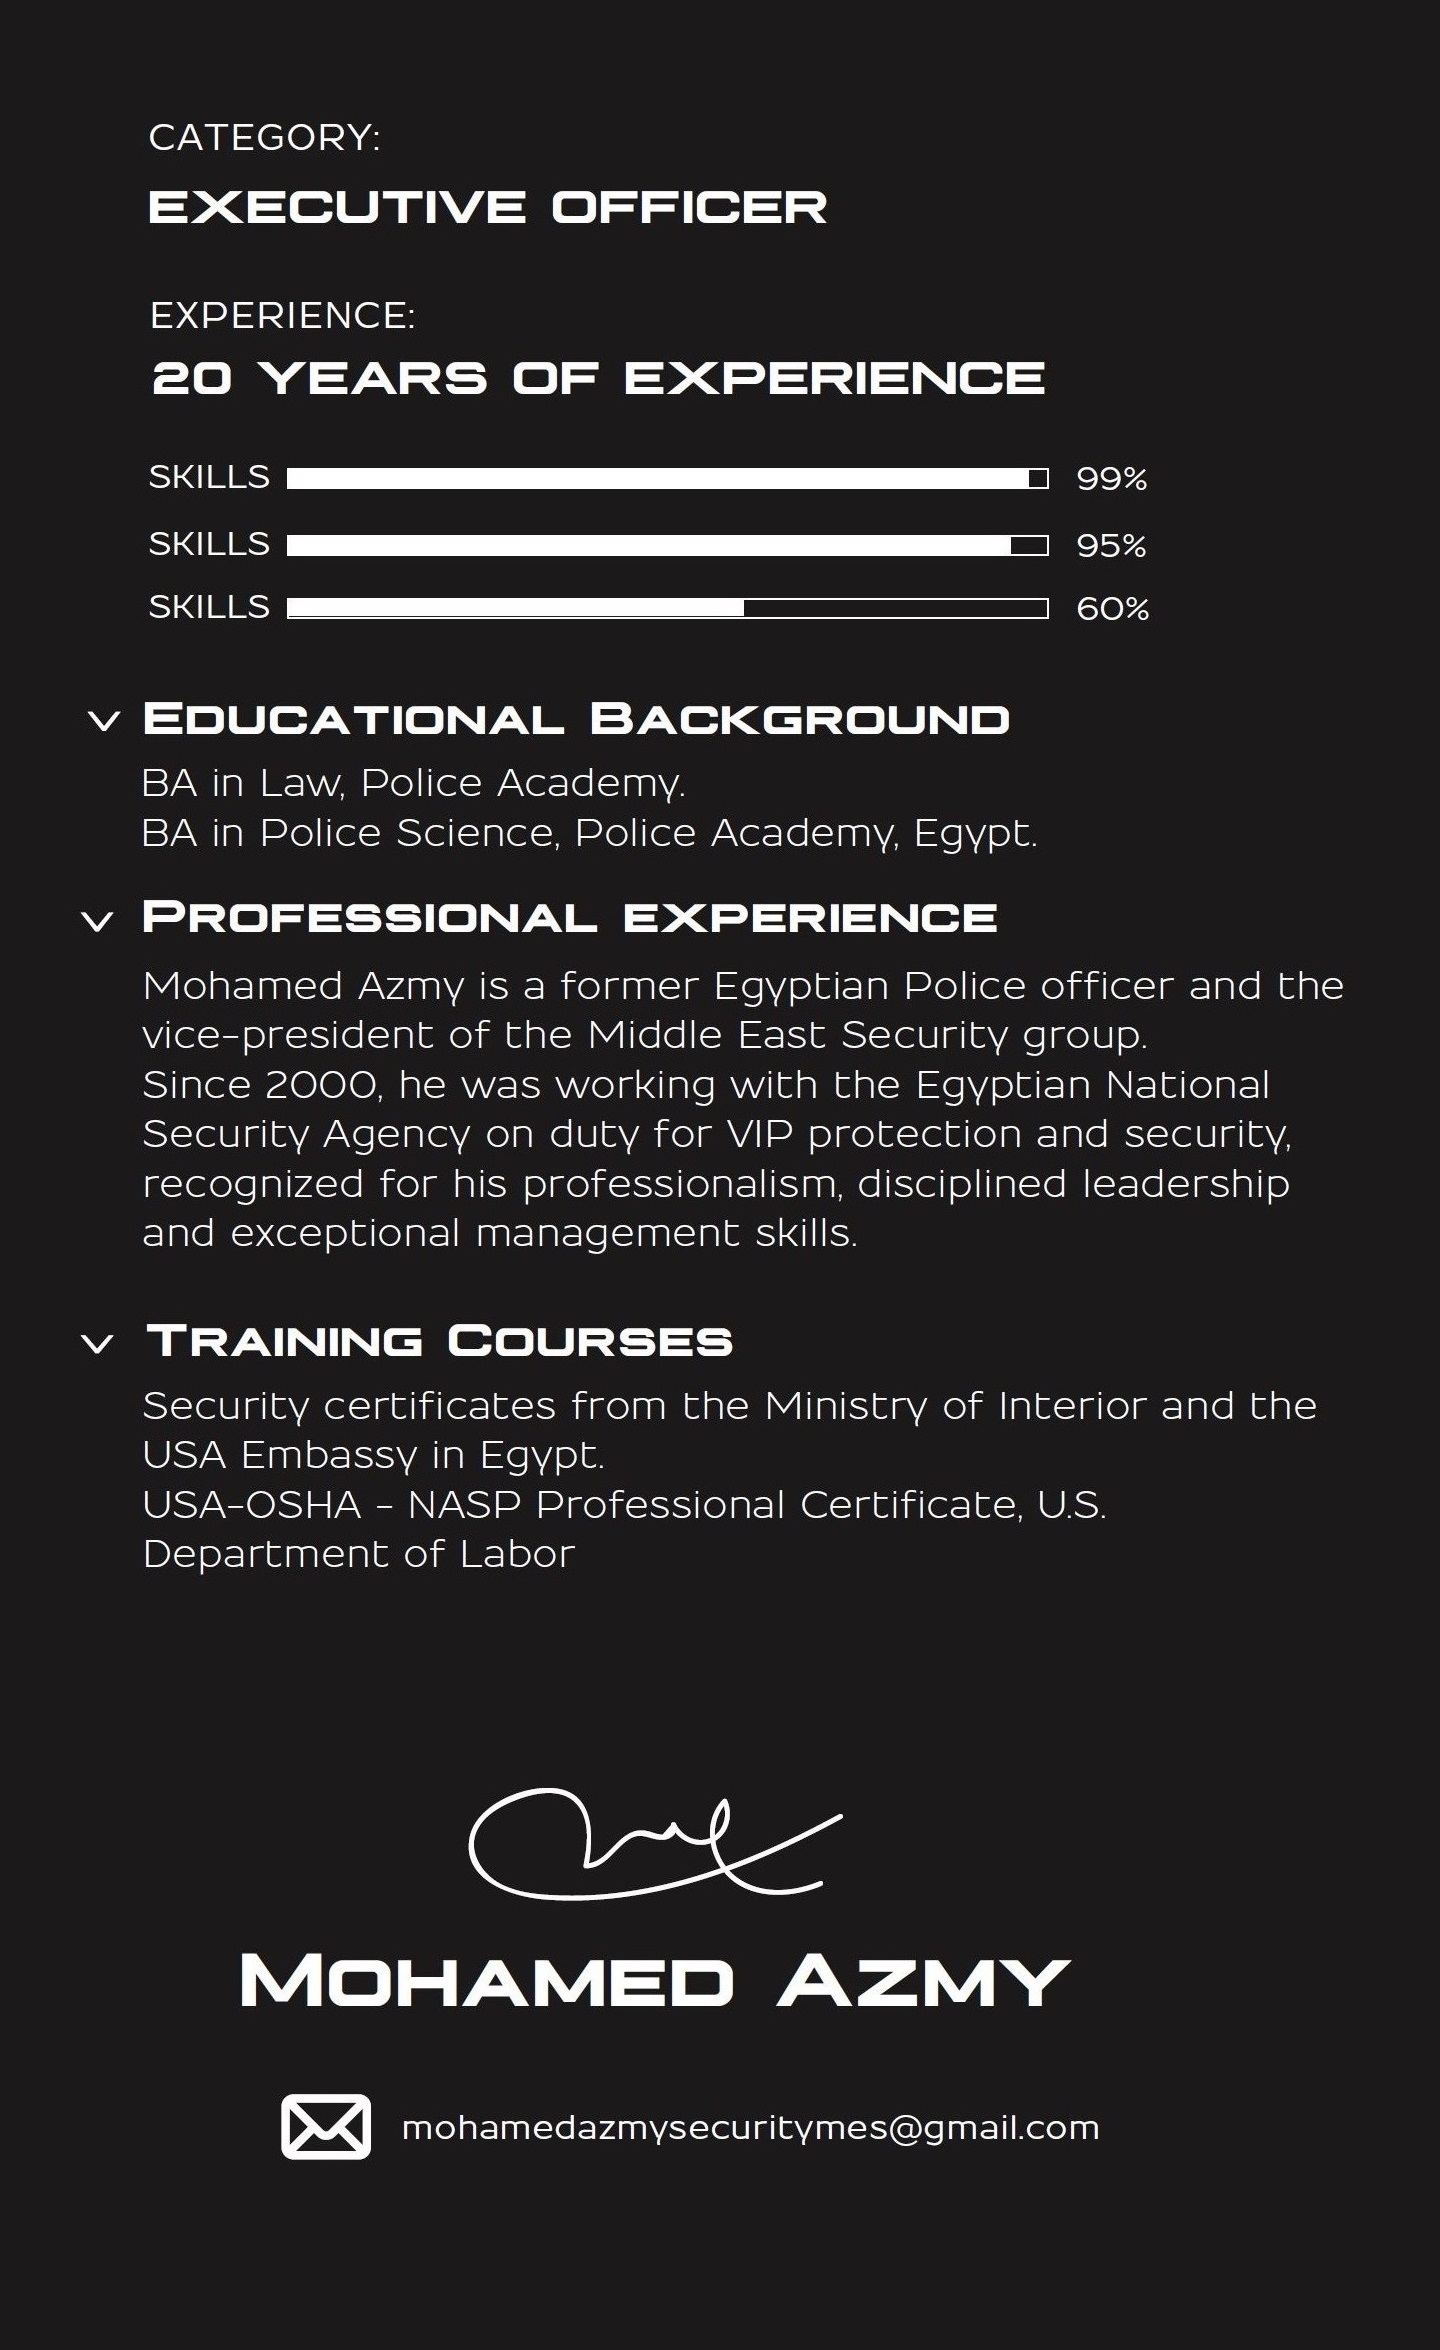 CATEGORY:
EXECUTIVE OFFICER
EXPERIENCE:
20 YEARS OF EXPERIENCE
SKILLS 99%
SKILLS 95%
SKILLS 60%
EDUCATIONAL BACKGROUND
BA in Law, Police Academy.
BA in Police Science, Police Academy, Egypt.
PROFESSIONAL EXPERIENCE
Mohamed Azmy is a former Egyptian Police officer and the
vice-president of the Middle East Security group.
Since 2000, he was working with the Egyptian National
Security Agency on duty for VIP protection and security,
recognized for his professionalism, disciplined leadership
and exceptional management skills.
TRAINING COURSES
Security certificates from the Ministry of Interior and the
USA Embassy in Egypt.
USA-OSHA - NASP Professional Certificate, U.S.
Department of Labor
MOHAMED AZMY
mohamedazmysecuritymes@gmail.com